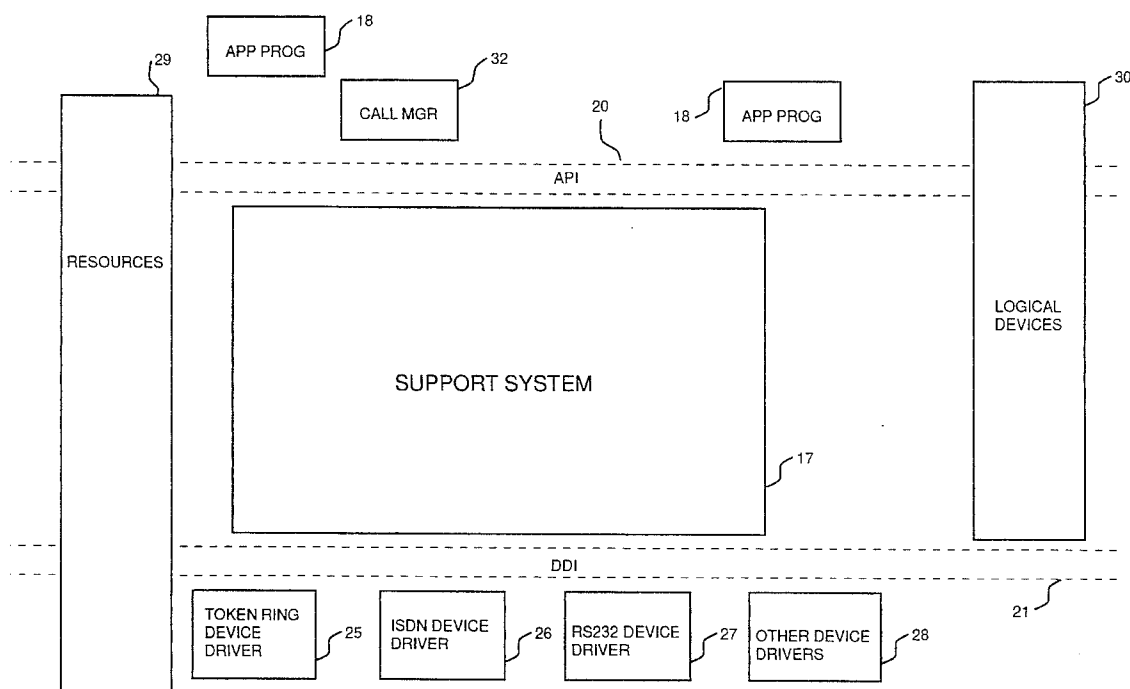 18
APP PROG
29
32
30
CALL MGR
20
18
APP PROG
API
RESOURCES
LOGICAL
DEVICES
SUPPORT SYSTEM
17
DDI
21
TOKEN RING
DEVICE
DRIVER
25
ISDN DEVICE
DRIVER
26
RS232 DEVICE
DRIVER
27
OTHER DEVICE
DRIVERS
28